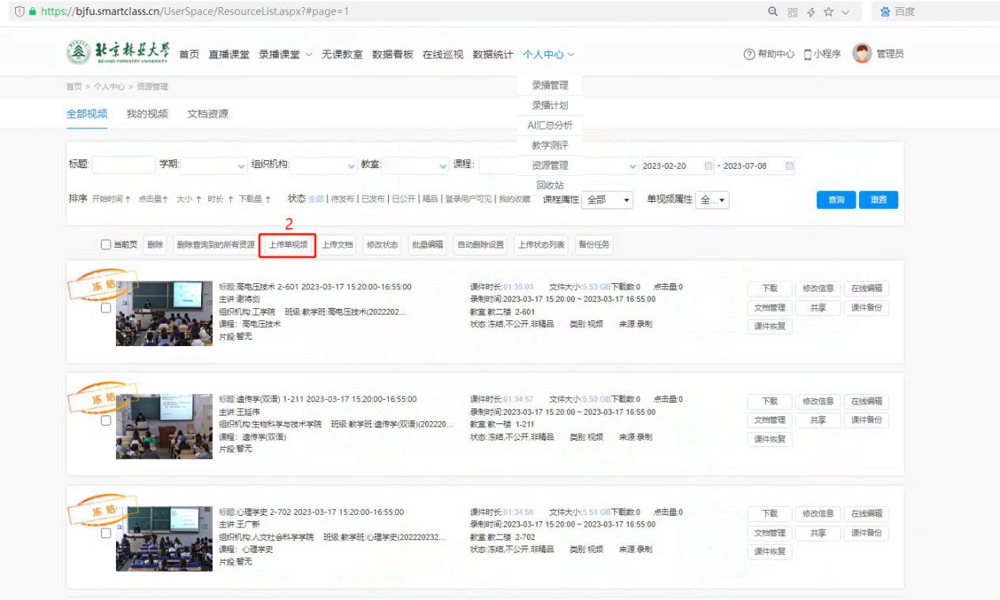 https://bjfu.smartclass.cn/UserSpace/ResourceList.aspx?#page=1
百度
北京林业大学
BEIJING FORESTRY UNIVERSITY
首页 直播课堂 录播课堂 无课教室 数据看板 在线巡视 数据统计 个人中心
帮助中心 小程序 管理员
首页 > 个人中心 > 资源管理
录播管理
录播计划
AI汇总分析
教学测评
资源管理
回收站
全部视频 我的视频 文档资源
标题: 学期: 组织机构: 教室: 课程: 2023-02-20 - 2023-07-08
排序 开始时间↑ 点击量↑ 大小↑ 时长↑ 下载量↑ 状态 全部|待发布|已发布|已公开|精品|登录用户可见|我的收藏 课程属性 全部 单视频属性 全... 查询 重置
2
当前页 删除 删除查询到的所有资源 上传单视频 上传文档 修改状态 批量编辑 自动删除设置 上传状态列表 备份任务
冻结
标题:高电压技术 2-601 2023-03-17 15:20:00-16:55:00
主讲:谢将剑
组织机构:工学院 班级:教学班:高电压技术(2022202...
课程：高电压技术
片段:暂无
课件时长:01:35:03 文件大小:5.53 GB下载数:0 点击量:0
录制时间:2023-03-17 15:20:00 ~ 2023-03-17 16:55:00
教室:教二楼 2-601
状态:冻结,不公开,非精品 类别:视频 来源:录制
下载 修改信息 在线编辑
文档管理 共享 课件备份
课件恢复
冻结
标题:遗传学(双语) 1-211 2023-03-17 15:20:00-16:55:00
主讲:王延伟
组织机构:生物科学与技术学院 班级:教学班:遗传学(双语)(202220...
课程：遗传学(双语)
片段:暂无
课件时长:01:34:57 文件大小:5.50 GB下载数:0 点击量:0
录制时间:2023-03-17 15:20:00 ~ 2023-03-17 16:55:00
教室:教一楼 1-211
状态:冻结,不公开,非精品 类别:视频 来源:录制
下载 修改信息 在线编辑
文档管理 共享 课件备份
课件恢复
冻结
标题:心理学史 2-702 2023-03-17 15:20:00-16:55:00
主讲:王广新
组织机构:人文社会科学学院 班级:教学班:心理学史(202220232...
课程：心理学史
片段:暂无
课件时长:01:34:56 文件大小:5.51 GB下载数:0 点击量:0
录制时间:2023-03-17 15:20:00 ~ 2023-03-17 16:55:00
教室:教二楼 2-702
状态:冻结,不公开,非精品 类别:视频 来源:录制
下载 修改信息 在线编辑
文档管理 共享 课件备份
课件恢复